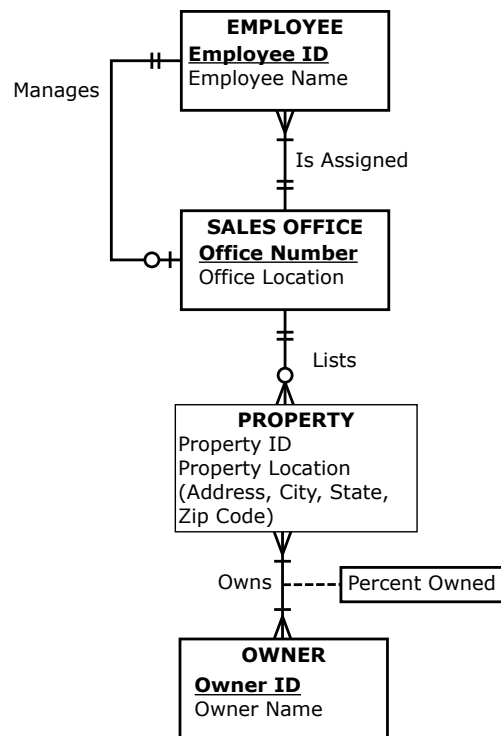 EMPLOYEE
Employee ID
Employee Name
Manages
Is Assigned
SALES OFFICE
Office Number
Office Location
Lists
PROPERTY
Property ID
Property Location
(Address, City, State,
Zip Code)
Owns
Percent Owned
OWNER
Owner ID
Owner Name